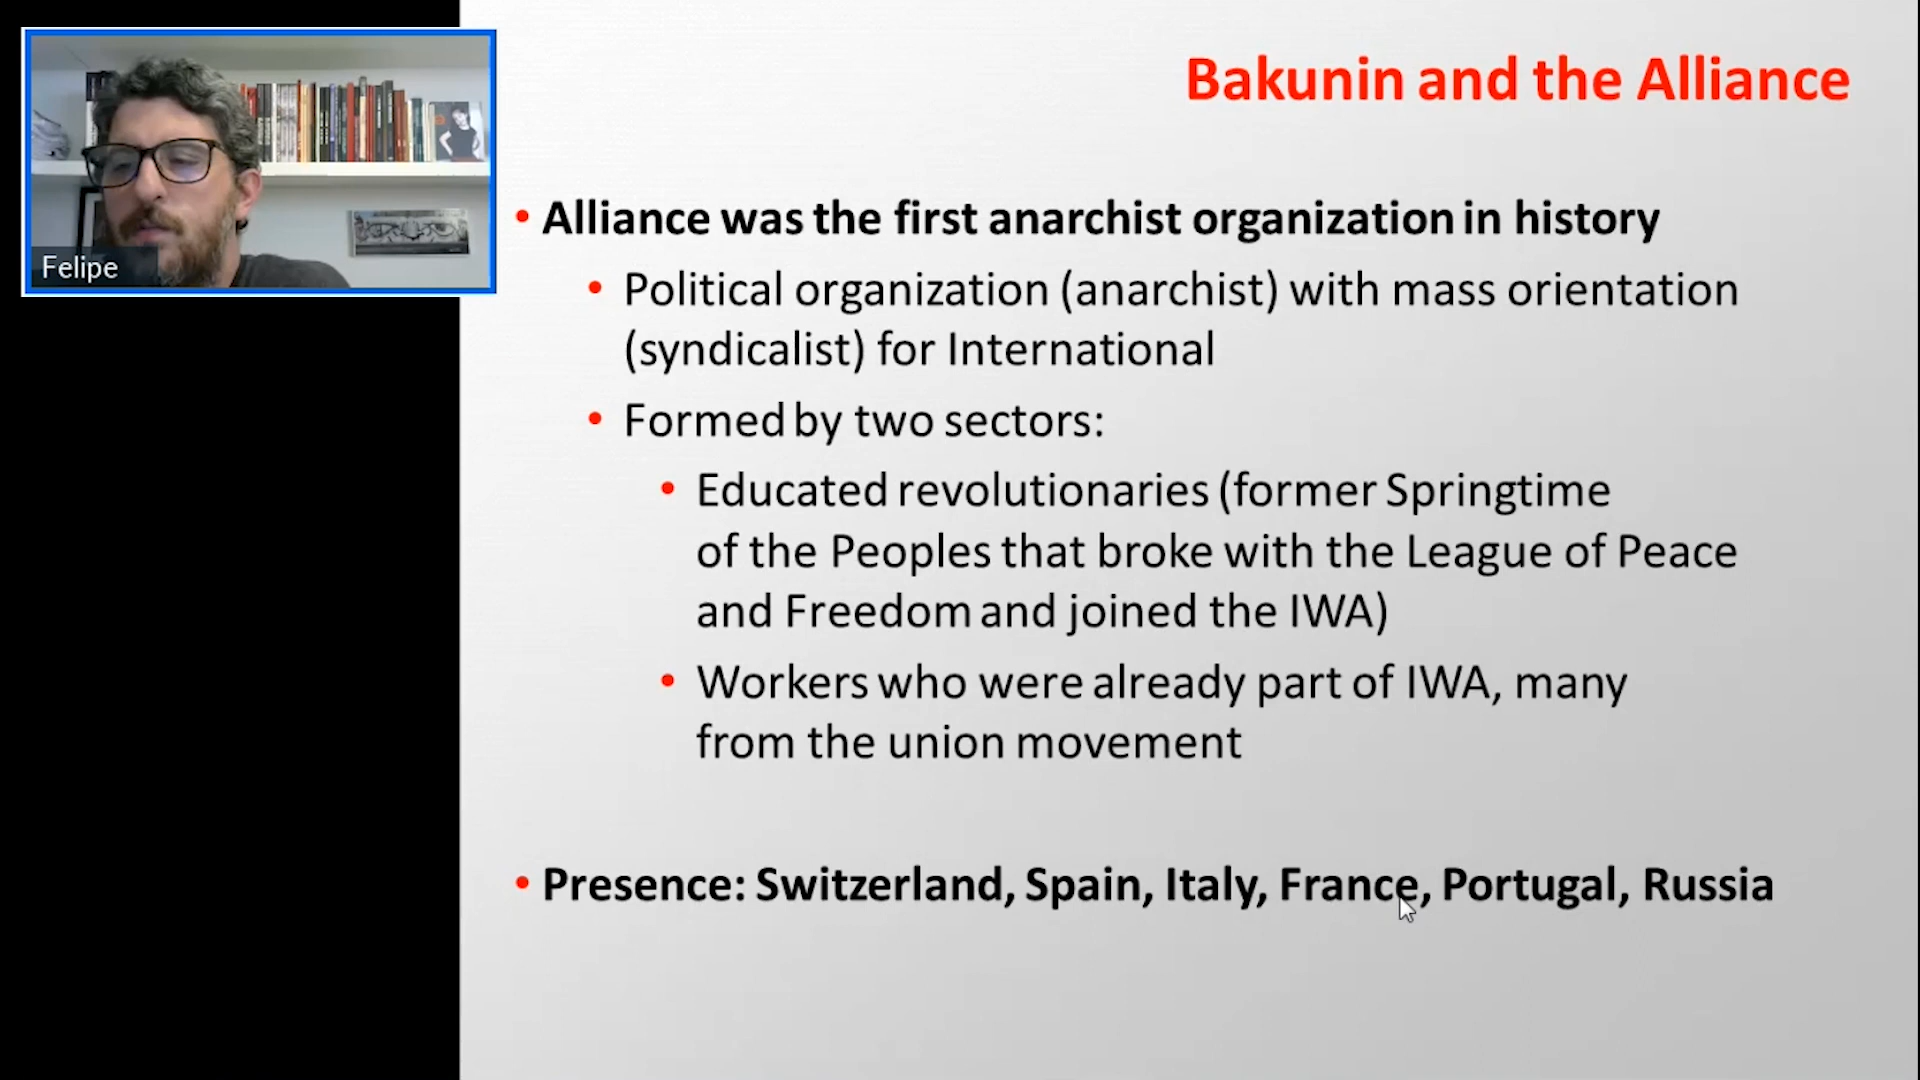 Bakunin and the Alliance
Felipe
• Alliance was the first anarchist organization in history
• Political organization (anarchist) with mass orientation
(syndicalist) for International
• Formed by two sectors:
• Educated revolutionaries (former Springtime
of the Peoples that broke with the League of Peace
and Freedom and joined the IWA)
• Workers who were already part of IWA, many
from the union movement
• Presence: Switzerland, Spain, Italy, France, Portugal, Russia